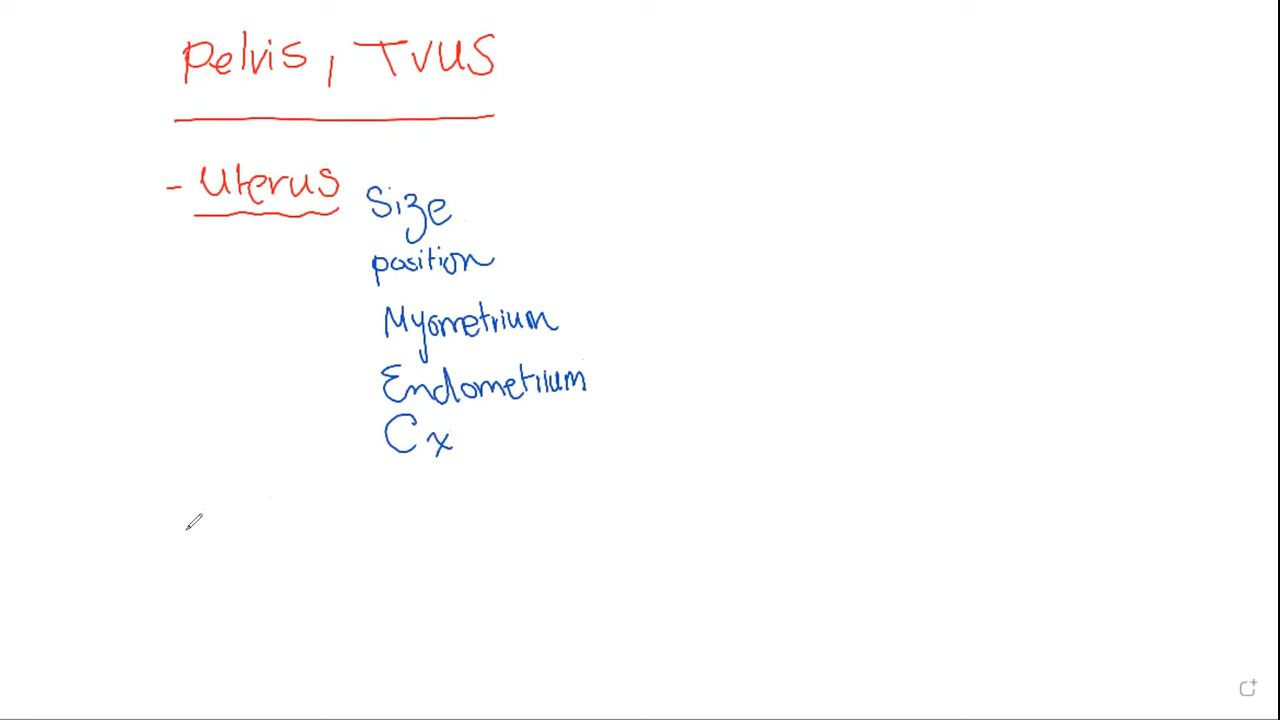 Pelvis, TVUS
- Uterus
Size
position
Myometrium
Endometrium
Cx